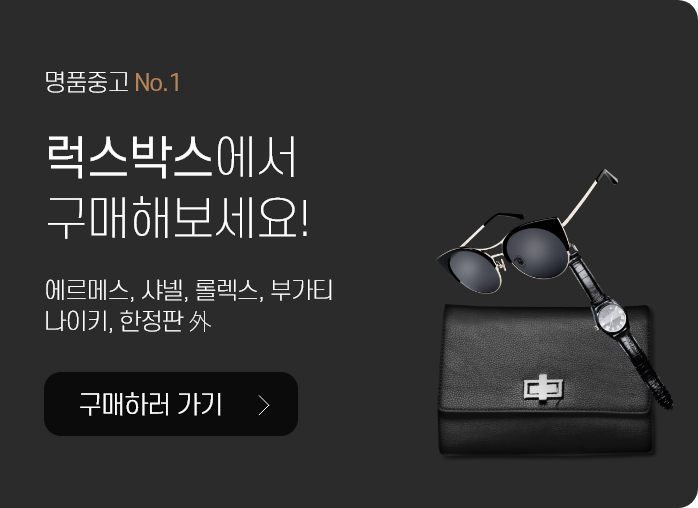 명품중고 No.1
럭스박스에서
구매해보세요!
에르메스, 샤넬, 롤렉스, 부가티
나이키, 한정판 外
구매하러 가기